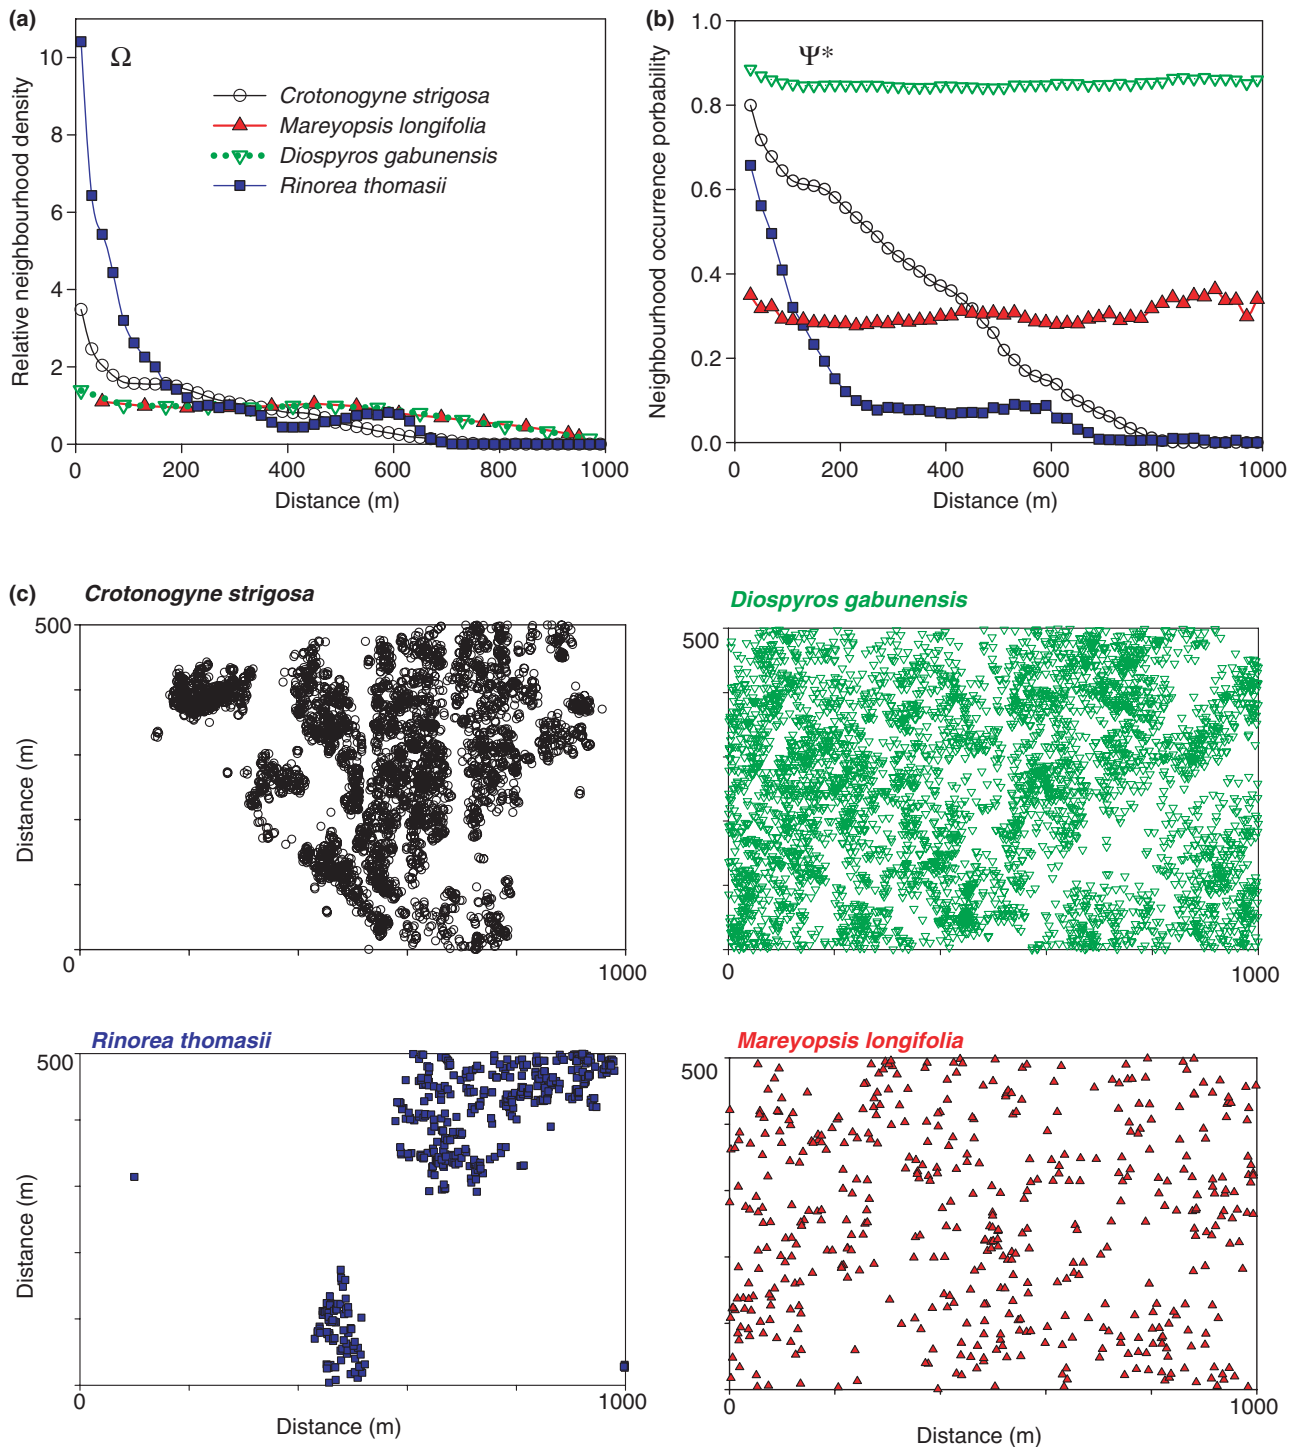 (a)
Relative neighbourhood density
10
8
6
4
2
0
Ω
Crotonogyne strigosa
Mareyopsis longifolia
Diospyros gabunensis
Rinorea thomasii
0 200 400 600 800 1000
Distance (m)
(b)
Neighbourhood occurrence porbability
1.0
0.8
0.6
0.4
0.2
0.0
Ψ*
0 200 400 600 800 1000
Distance (m)
(c)
Crotonogyne strigosa
500
Distance (m)
0 1000
Diospyros gabunensis
500
0 1000
Rinorea thomasii
500
Distance (m)
0 1000
Distance (m)
Mareyopsis longifolia
500
0 1000
Distance (m)